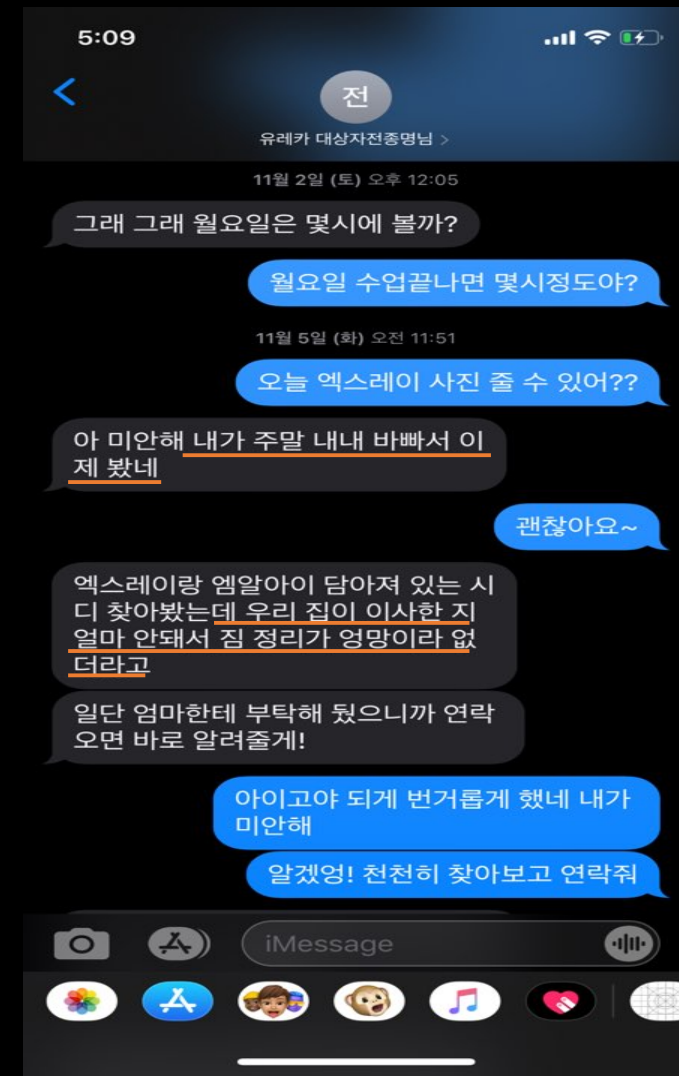 5:09
전
유레카 대상자전종명님 >
11월 2일 (토) 오후 12:05
그래 그래 월요일은 몇시에 볼까?
월요일 수업끝나면 몇시정도야?
11월 5일 (화) 오전 11:51
오늘 엑스레이 사진 줄 수 있어??
아 미안해 내가 주말 내내 바빠서 이
제 봤네
괜찮아요~
엑스레이랑 엠알아이 담아져 있는 시
디 찾아봤는데 우리 집이 이사한 지
얼마 안돼서 짐 정리가 엉망이라 없
더라고
일단 엄마한테 부탁해 뒀으니까 연락
오면 바로 알려줄게!
아이고야 되게 번거롭게 했네 내가
미안해
알겠엉! 천천히 찾아보고 연락줘
iMessage